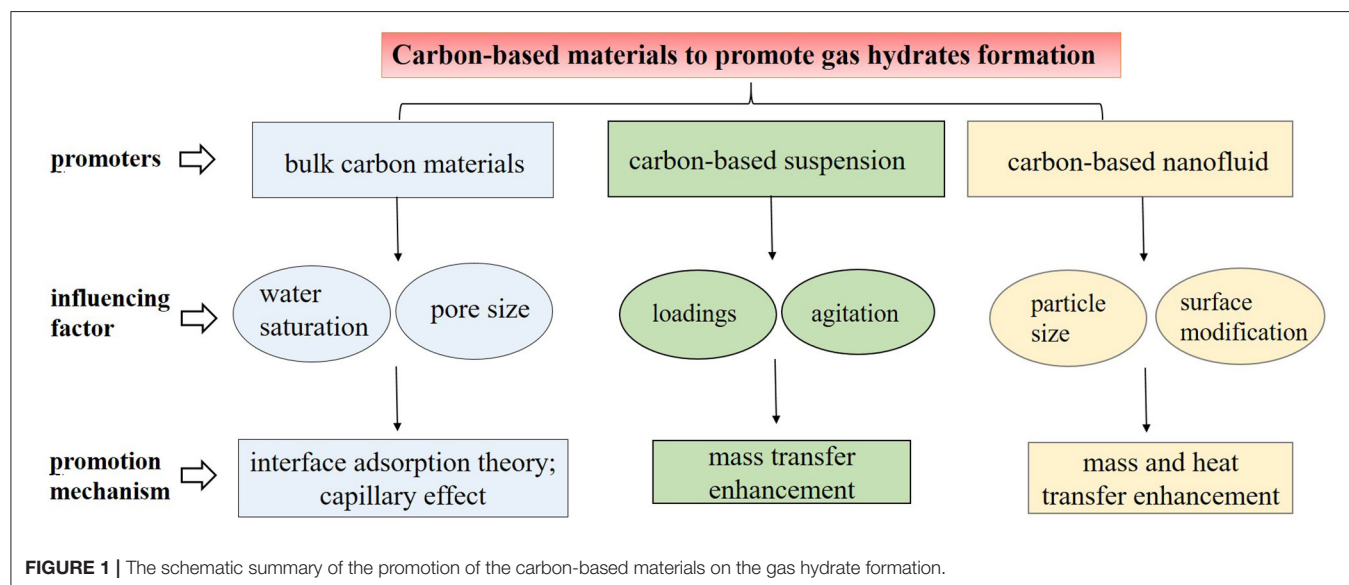 Carbon-based materials to promote gas hydrates formation
promoters
bulk carbon materials
carbon-based suspension
carbon-based nanofluid
influencing
factor
water
saturation
pore size
loadings
agitation
particle
size
surface
modification
promotion
mechanism
interface adsorption theory;
capillary effect
mass transfer
enhancement
mass and heat
transfer enhancement
FIGURE 1 | The schematic summary of the promotion of the carbon-based materials on the gas hydrate formation.